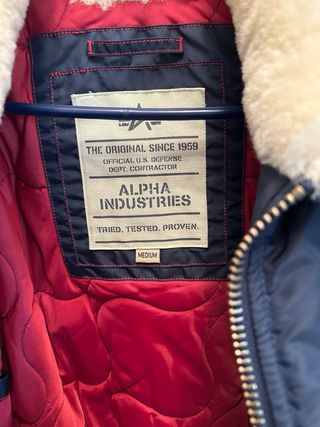 THE ORIGINAL SINCE 1959
OFFICIAL U.S. DEFENSE
DEPT. CONTRACTOR
ALPHA
INDUSTRIES
TRIED. TESTED. PROVEN.
MEDIUM